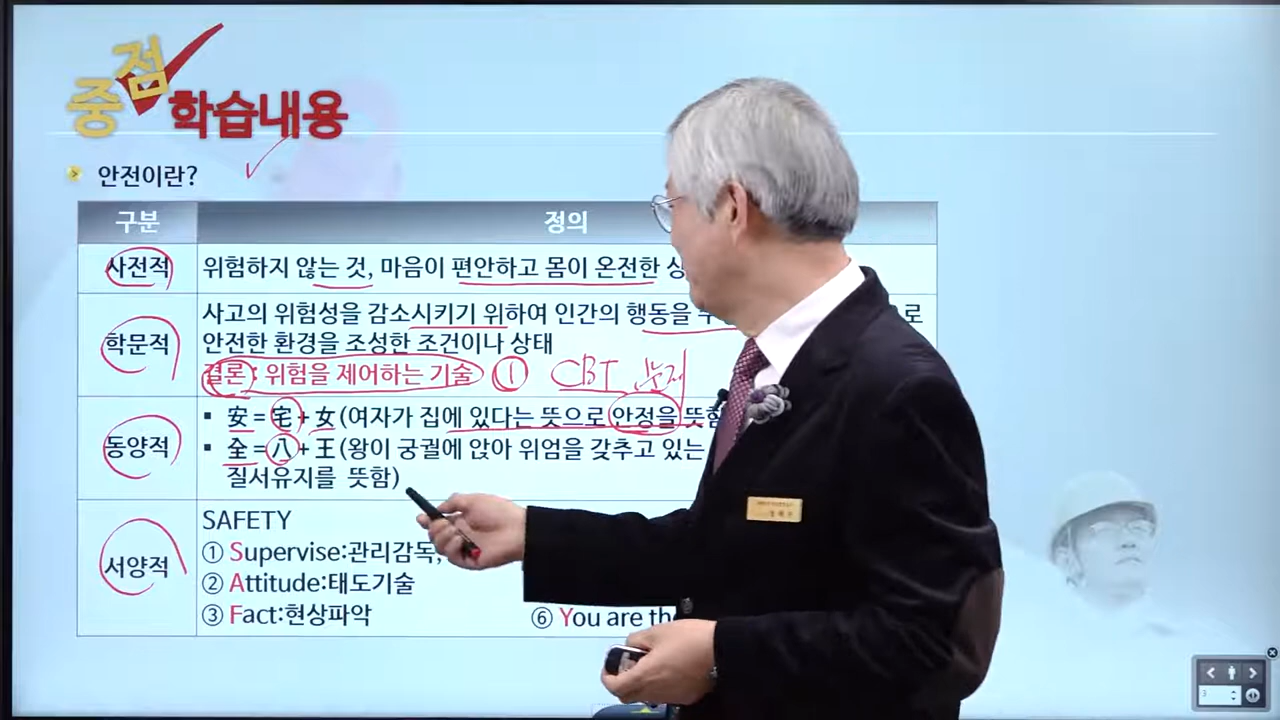 중점
학습내용
안전이란?
구분 정의
사전적 위험하지 않는 것, 마음이 편안하고 몸이 온전한
학문적 사고의 위험성을 감소시키기 위하여 인간의 행동을 로
안전한 환경을 조성한 조건이나 상태
결론 : 위험을 제어하는 기술 ① CBT 문제
동양적 ▪ 安 = 宅 + 女 (여자가 집에 있다는 뜻으로 안정을 뜻함
▪ 全 = 八 + 王 (왕이 궁궐에 앉아 위엄을 갖추고 있는
질서유지를 뜻함)
서양적 SAFETY
① Supervise:관리감독,
② Attitude:태도기술
③ Fact:현상파악 ⑥ You are the
3